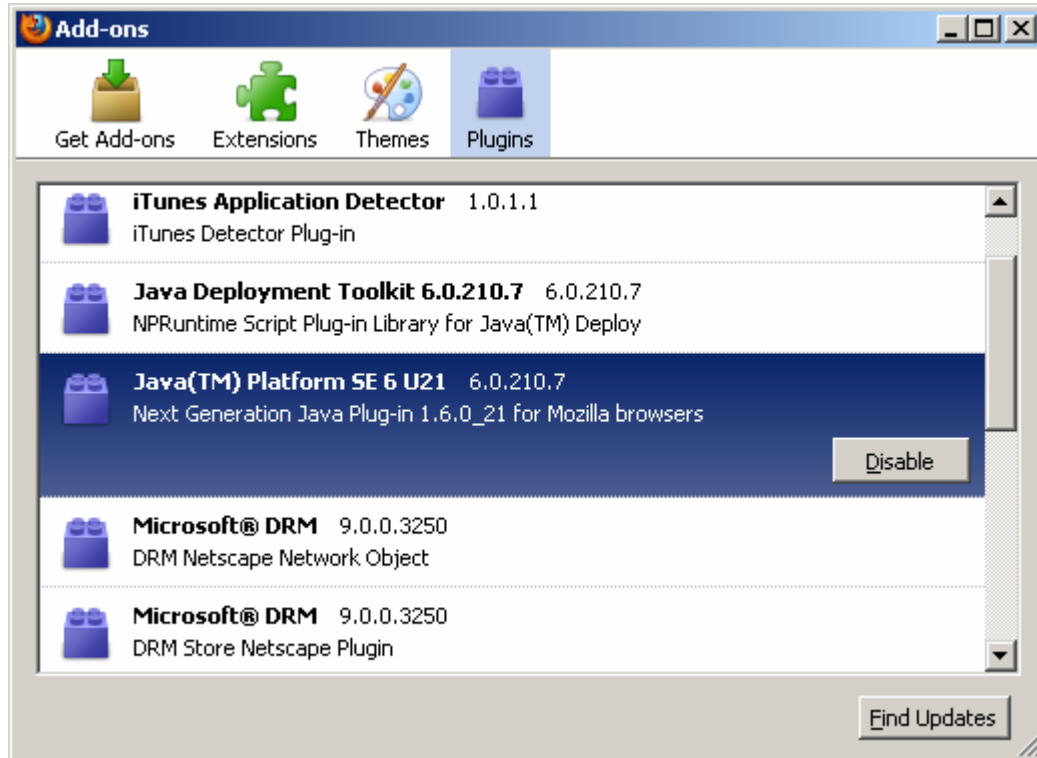 Add-ons
Get Add-ons Extensions Themes Plugins
iTunes Application Detector 1.0.1.1
iTunes Detector Plug-in
Java Deployment Toolkit 6.0.210.7 6.0.210.7
NPRuntime Script Plug-in Library for Java(TM) Deploy
Java(TM) Platform SE 6 U21 6.0.210.7
Next Generation Java Plug-in 1.6.0_21 for Mozilla browsers
Disable
Microsoft® DRM 9.0.0.3250
DRM Netscape Network Object
Microsoft® DRM 9.0.0.3250
DRM Store Netscape Plugin
Find Updates